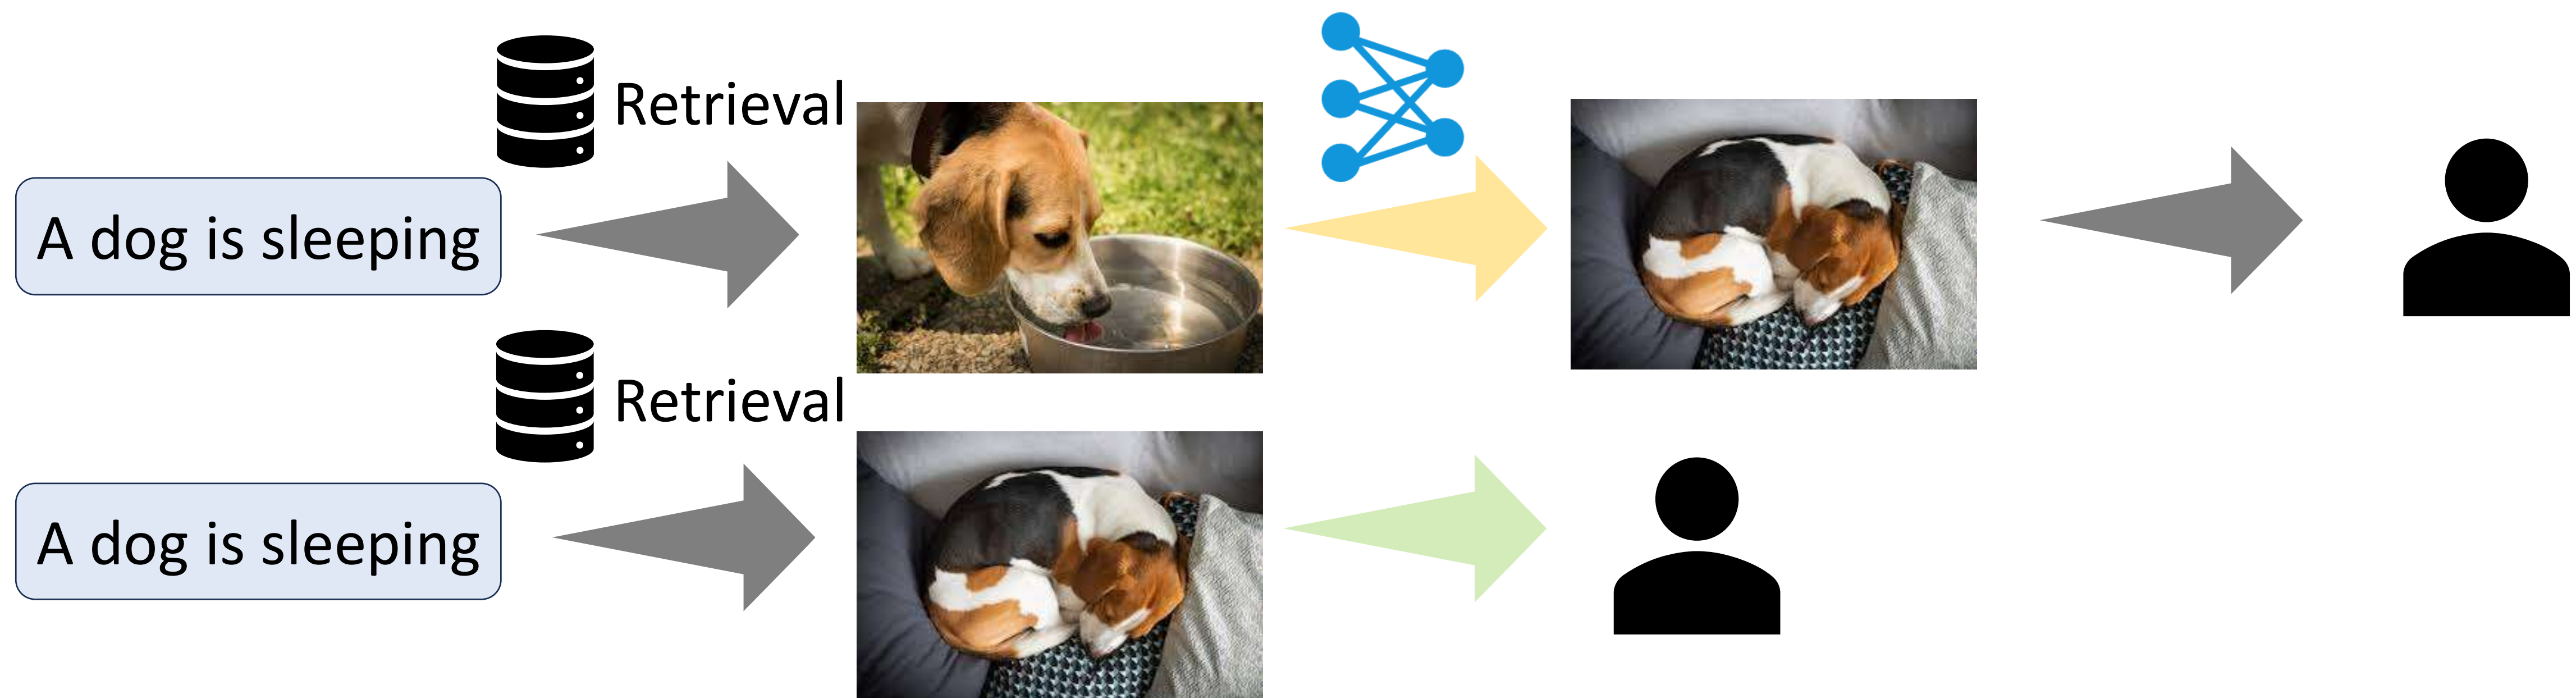 Retrieval
A dog is sleeping
Retrieval
A dog is sleeping